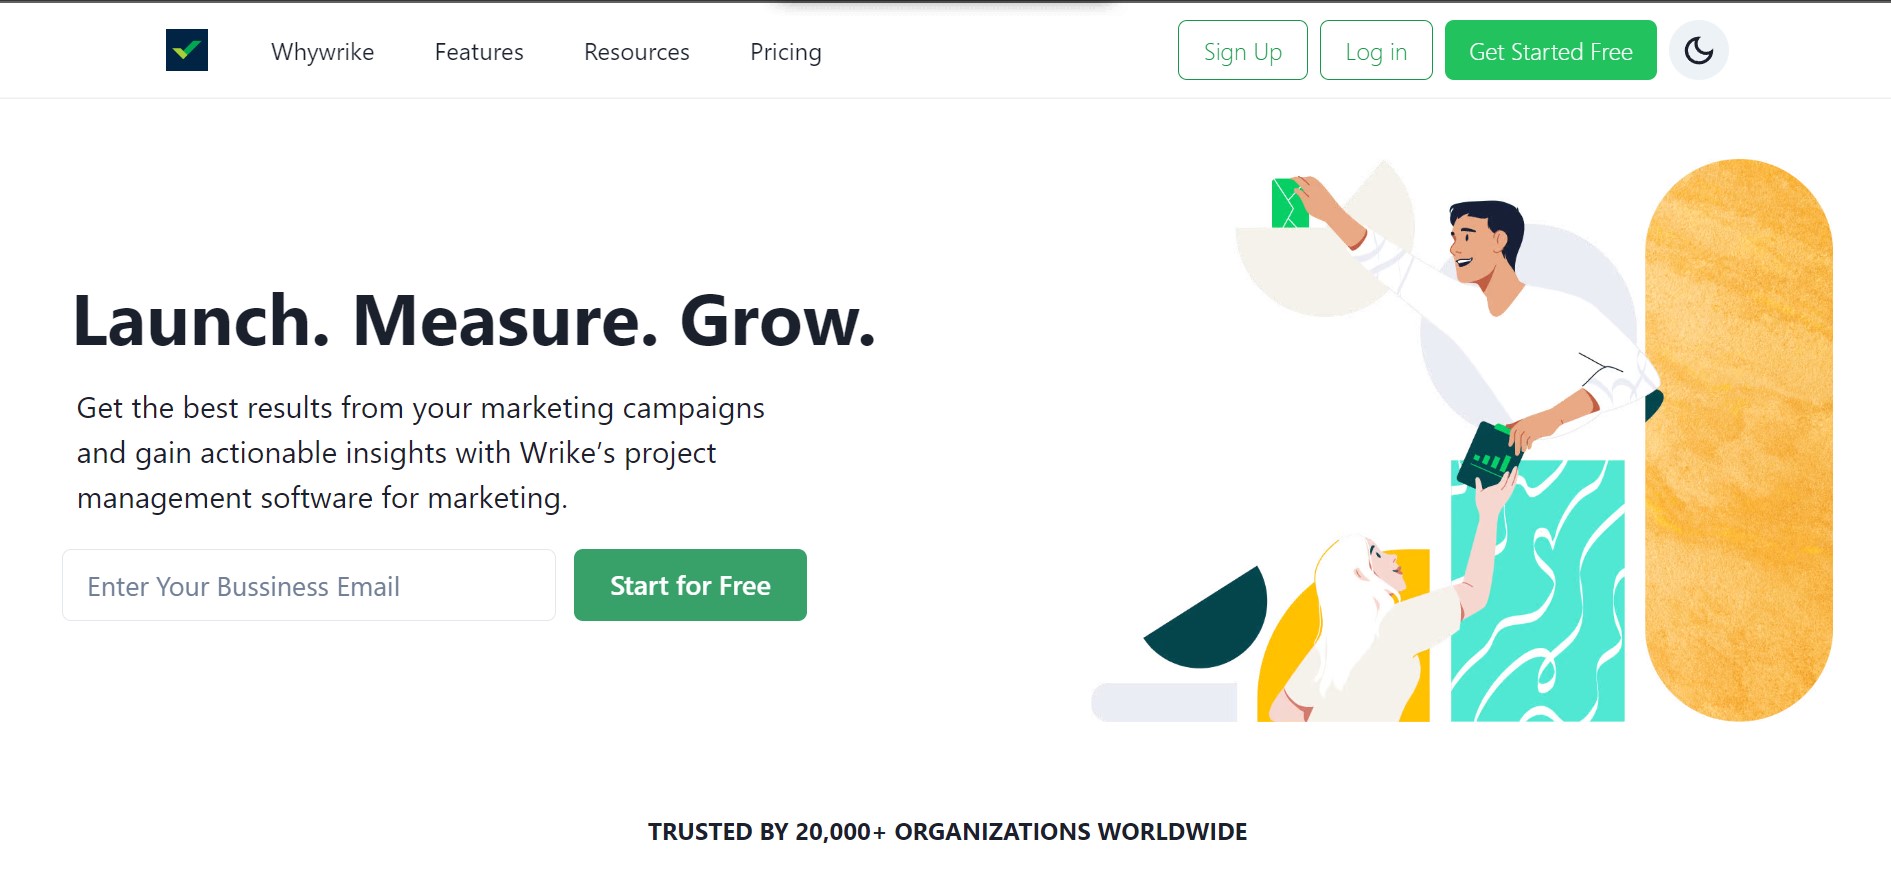 Whywrike
Features
Resources
Pricing
Sign Up
Log in
Get Started Free
Launch. Measure. Grow.
Get the best results from your marketing campaigns
and gain actionable insights with Wrike’s project
management software for marketing.
Enter Your Bussiness Email
Start for Free
TRUSTED BY 20,000+ ORGANIZATIONS WORLDWIDE